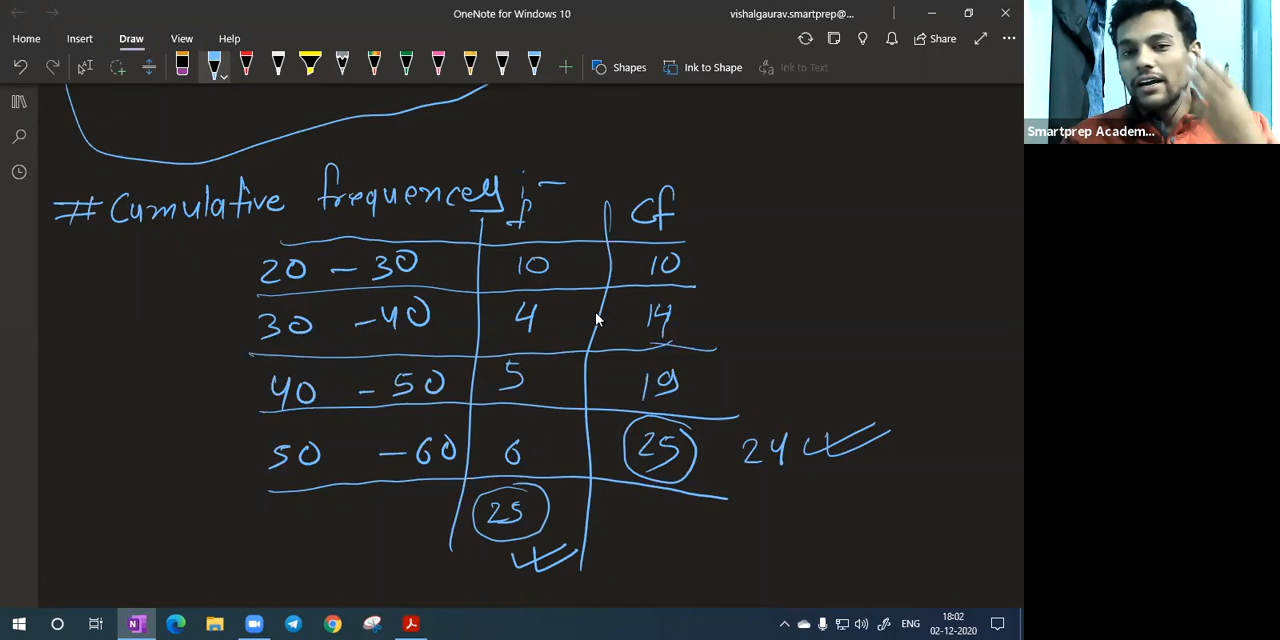 OneNote for Windows 10
vishalgaurav.smartprep@...
Home Insert Draw View Help
Share
Shapes Ink to Shape Ink to Text
Smartprep Academ...
# Cumulative frequencey :-
f Cf
20 - 30 10 10
30 - 40 4 14
40 - 50 5 19
50 - 60 6 25 24
25
ENG
18:02
02-12-2020